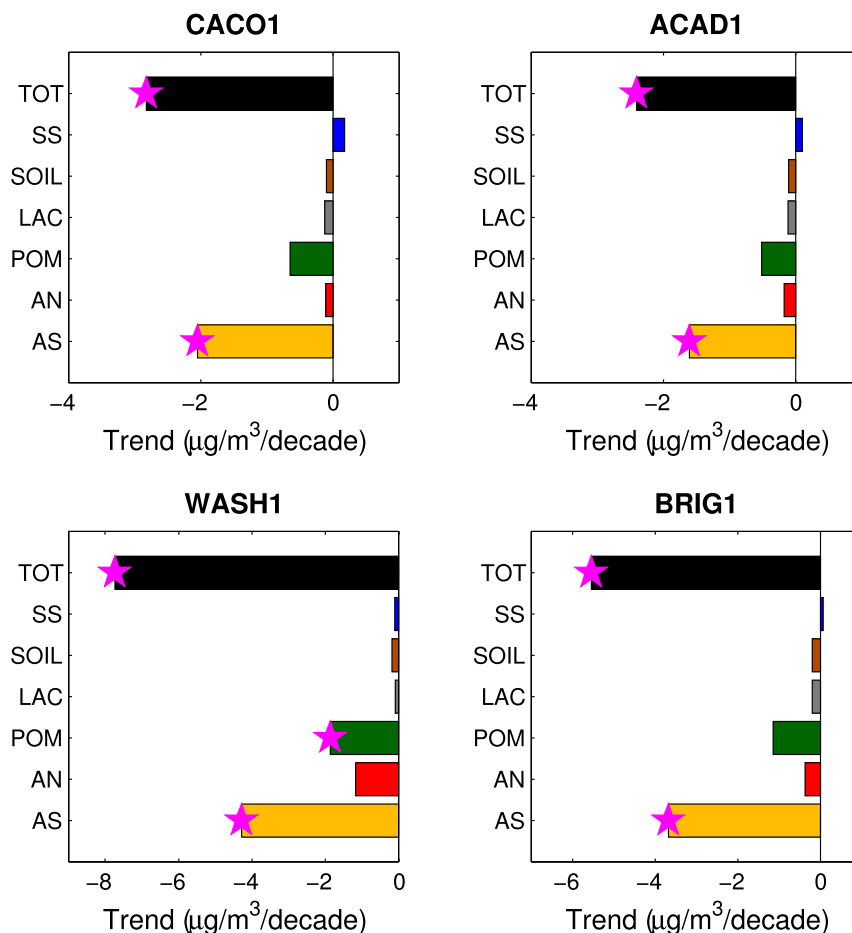 CACO1
TOT
SS
SOIL
LAC
POM
AN
AS
−4 −2 0
Trend (μg/m³/decade)
ACAD1
TOT
SS
SOIL
LAC
POM
AN
AS
−4 −2 0
Trend (μg/m³/decade)
WASH1
TOT
SS
SOIL
LAC
POM
AN
AS
−8 −6 −4 −2 0
Trend (μg/m³/decade)
BRIG1
TOT
SS
SOIL
LAC
POM
AN
AS
−6 −4 −2 0
Trend (μg/m³/decade)